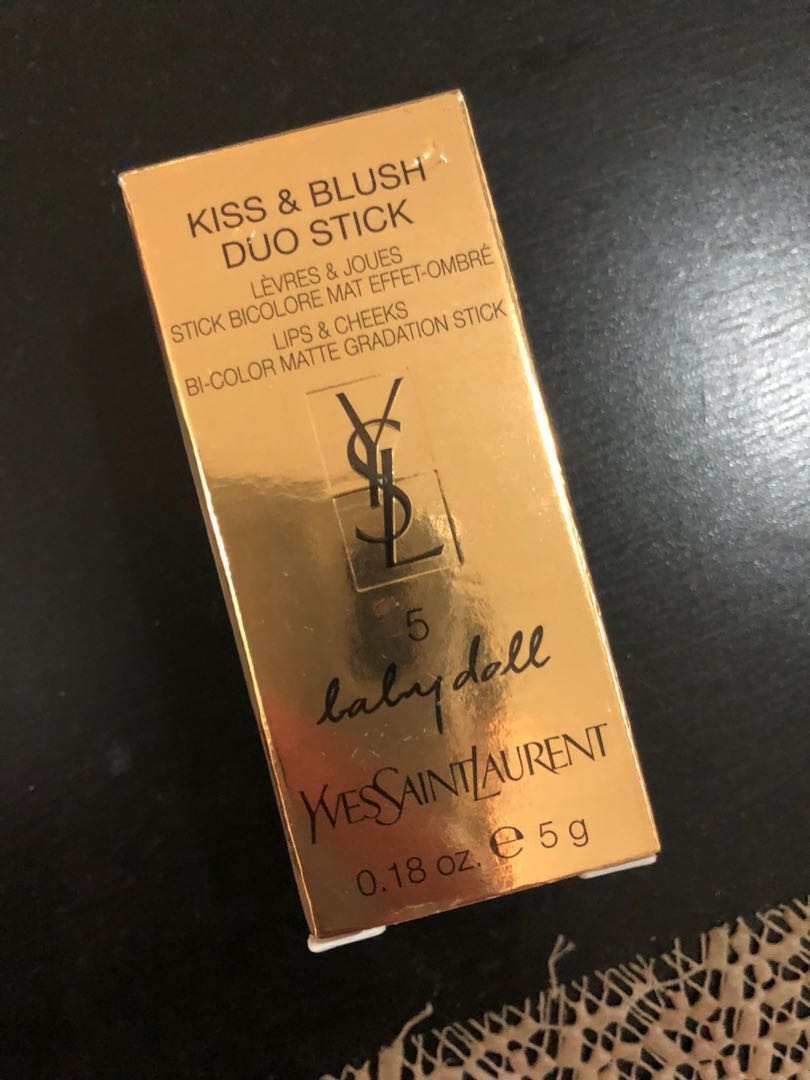 KISS & BLUSH
DUO STICK
LÈVRES & JOUES
STICK BICOLORE MAT EFFET-OMBRÉ
LIPS & CHEEKS
BI-COLOR MATTE GRADATION STICK
YSL
5
baby doll
YVESSAINTLAURENT
0.18 oz. ℮ 5 g